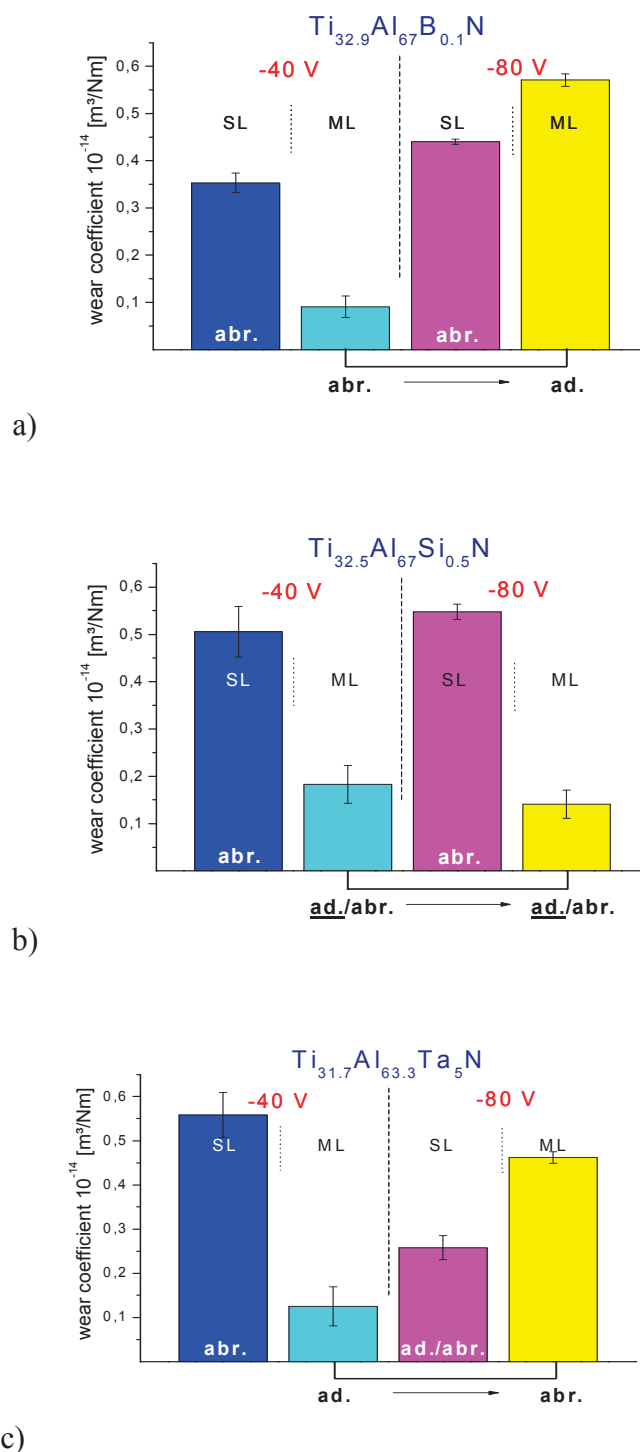 Ti32.9Al67B0.1N
-40 V
-80 V
SL
ML
SL
ML
wear coefficient 10-14 [m³/Nm]
0,6
0,5
0,4
0,3
0,2
0,1
abr.
abr.
abr.
ad.
a)
Ti32.5Al67Si0.5N
-40 V
-80 V
SL
ML
SL
ML
wear coefficient 10-14 [m³/Nm]
0,6
0,5
0,4
0,3
0,2
0,1
abr.
abr.
ad./abr.
ad./abr.
b)
Ti31.7Al63.3Ta5N
-40 V
-80 V
SL
ML
SL
ML
wear coefficient 10-14 [m³/Nm]
0,6
0,5
0,4
0,3
0,2
0,1
abr.
ad./abr.
ad.
abr.
c)